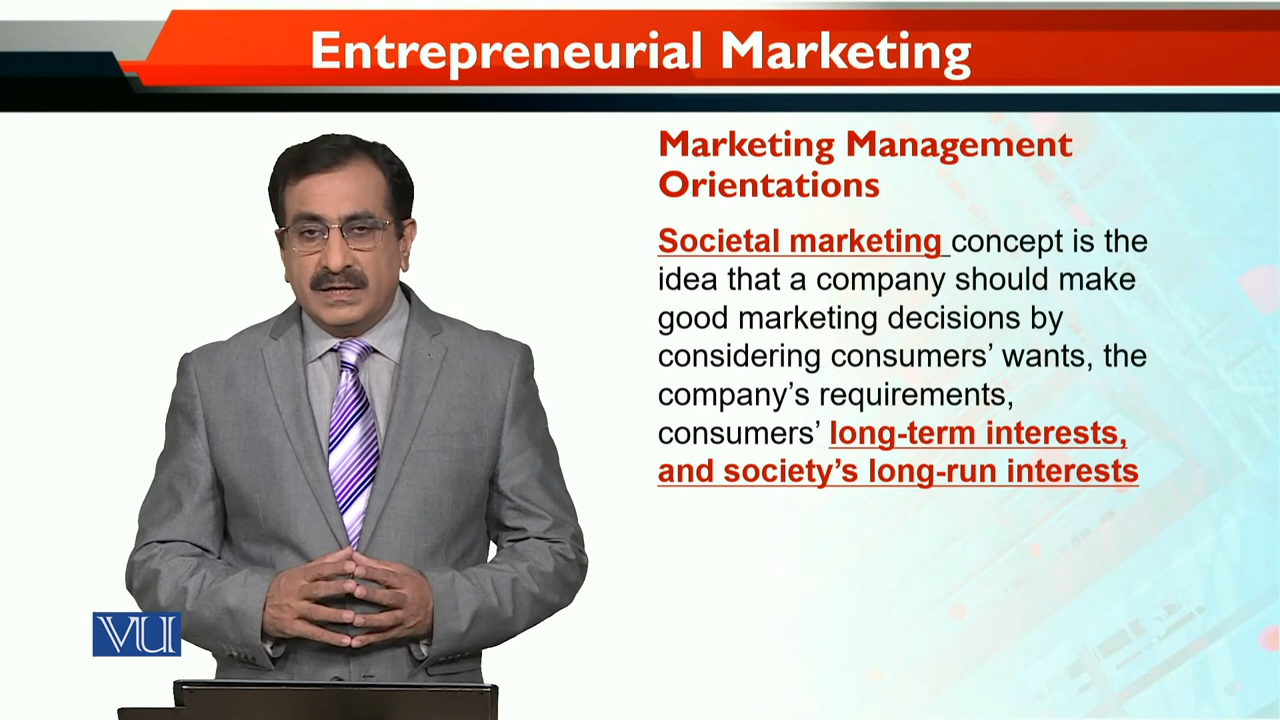 Entrepreneurial Marketing
Marketing Management
Orientations
Societal marketing concept is the
idea that a company should make
good marketing decisions by
considering consumers’ wants, the
company’s requirements,
consumers’ long-term interests,
and society’s long-run interests
VU